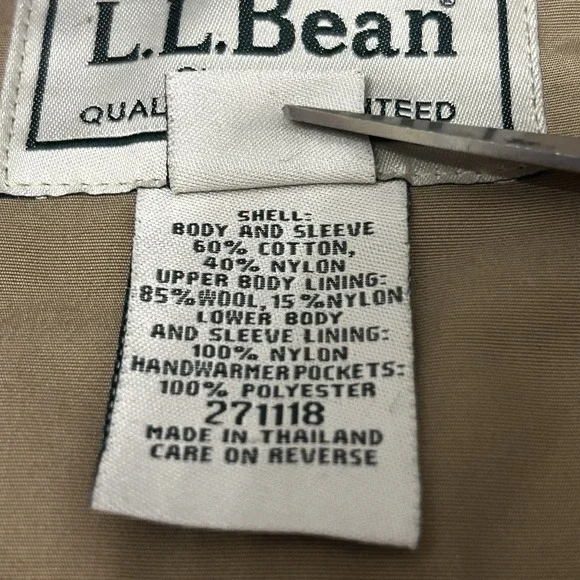 L.L.Bean®
SHELL:
BODY AND SLEEVE
60% COTTON,
40% NYLON
UPPER BODY LINING:
85% WOOL, 15% NYLON
LOWER BODY
AND SLEEVE LINING:
100% NYLON
HANDWARMER POCKETS:
100% POLYESTER
271118
MADE IN THAILAND
CARE ON REVERSE